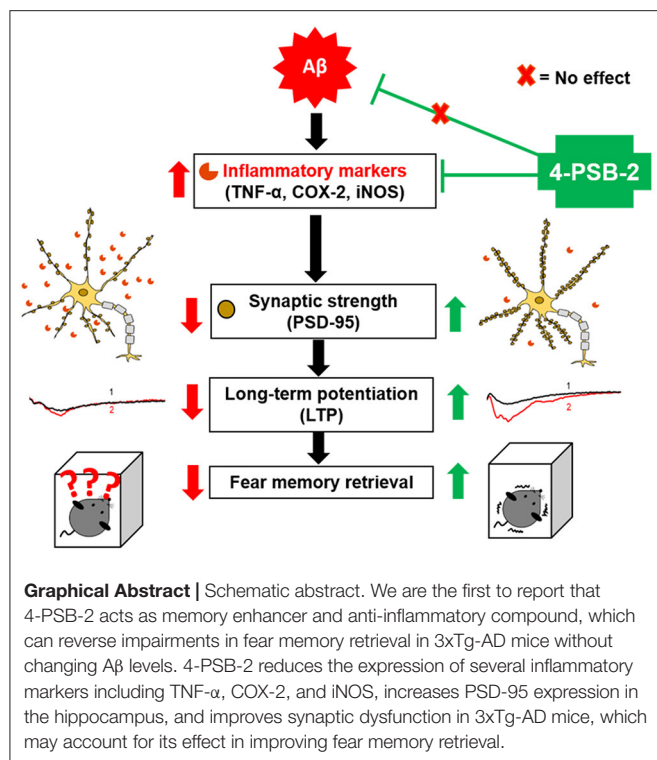 Aβ
X = No effect
Inflammatory markers
(TNF-α, COX-2, iNOS)
4-PSB-2
Synaptic strength
(PSD-95)
1
2
Long-term potentiation
(LTP)
1
2
? ? ?
Fear memory retrieval
Graphical Abstract | Schematic abstract. We are the first to report that
4-PSB-2 acts as memory enhancer and anti-inflammatory compound, which
can reverse impairments in fear memory retrieval in 3xTg-AD mice without
changing Aβ levels. 4-PSB-2 reduces the expression of several inflammatory
markers including TNF-α, COX-2, and iNOS, increases PSD-95 expression in
the hippocampus, and improves synaptic dysfunction in 3xTg-AD mice, which
may account for its effect in improving fear memory retrieval.